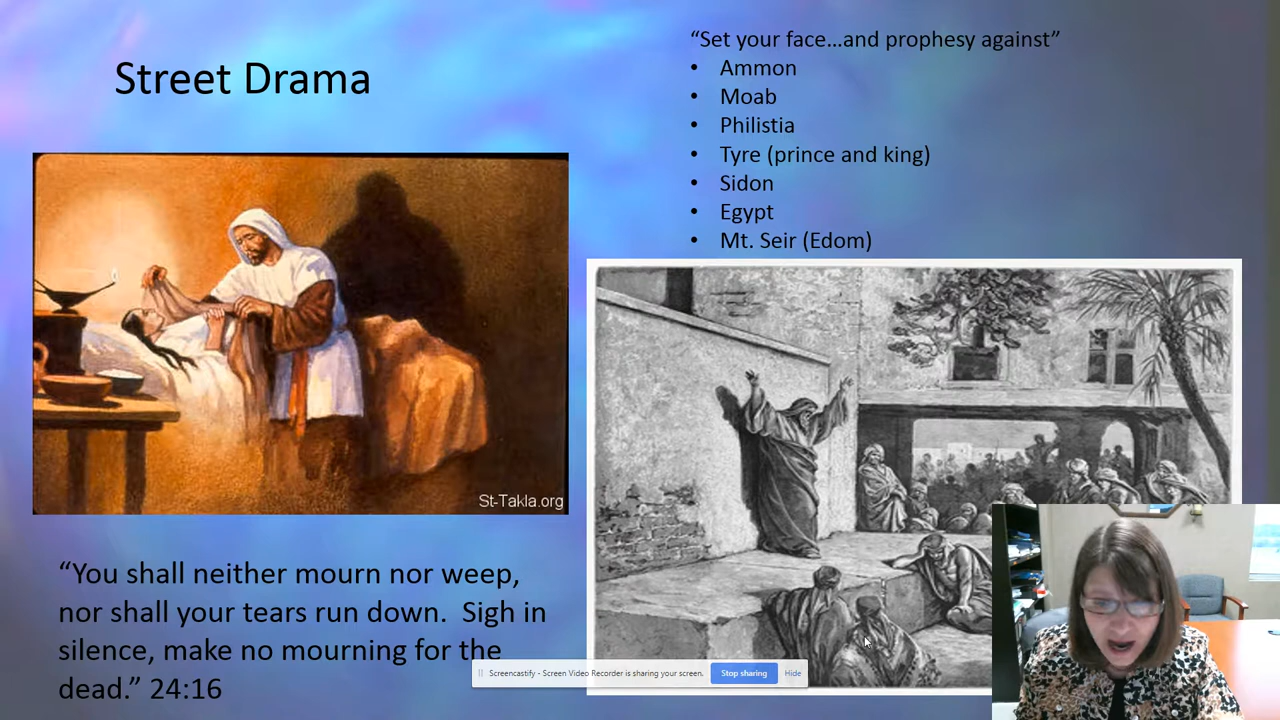 Street Drama
“Set your face…and prophesy against”
• Ammon
• Moab
• Philistia
• Tyre (prince and king)
• Sidon
• Egypt
• Mt. Seir (Edom)
St-Takla.org
“You shall neither mourn nor weep,
nor shall your tears run down.  Sigh in
silence, make no mourning for the
dead.” 24:16
Screencastify - Screen Video Recorder is sharing your screen. Stop sharing Hide